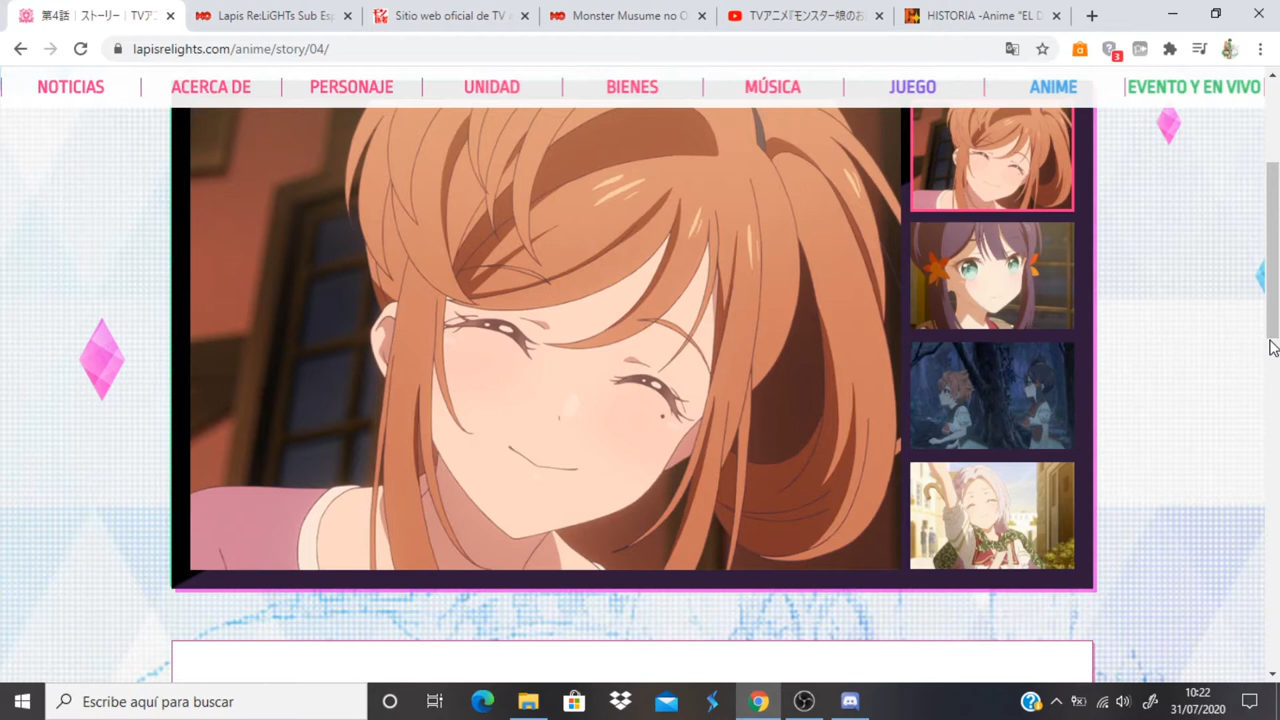 第4話｜ストーリー｜TVア
Lapis Re:LiGHTs Sub Esp
Sitio web oficial de TV a
Monster Musume no O
TVアニメ『モンスター娘のお
HISTORIA -Anime "EL D
lapisrelights.com/anime/story/04/
3
NOTICIAS
ACERCA DE
PERSONAJE
UNIDAD
BIENES
MÚSICA
JUEGO
ANIME
EVENTO Y EN VIVO
Escribe aquí para buscar
10:22
31/07/2020